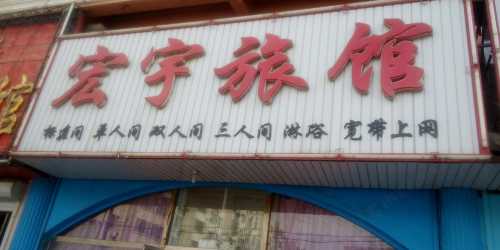 宏宇旅馆
标准间 单人间 双人间 三人间 淋浴 宽带上网
馆